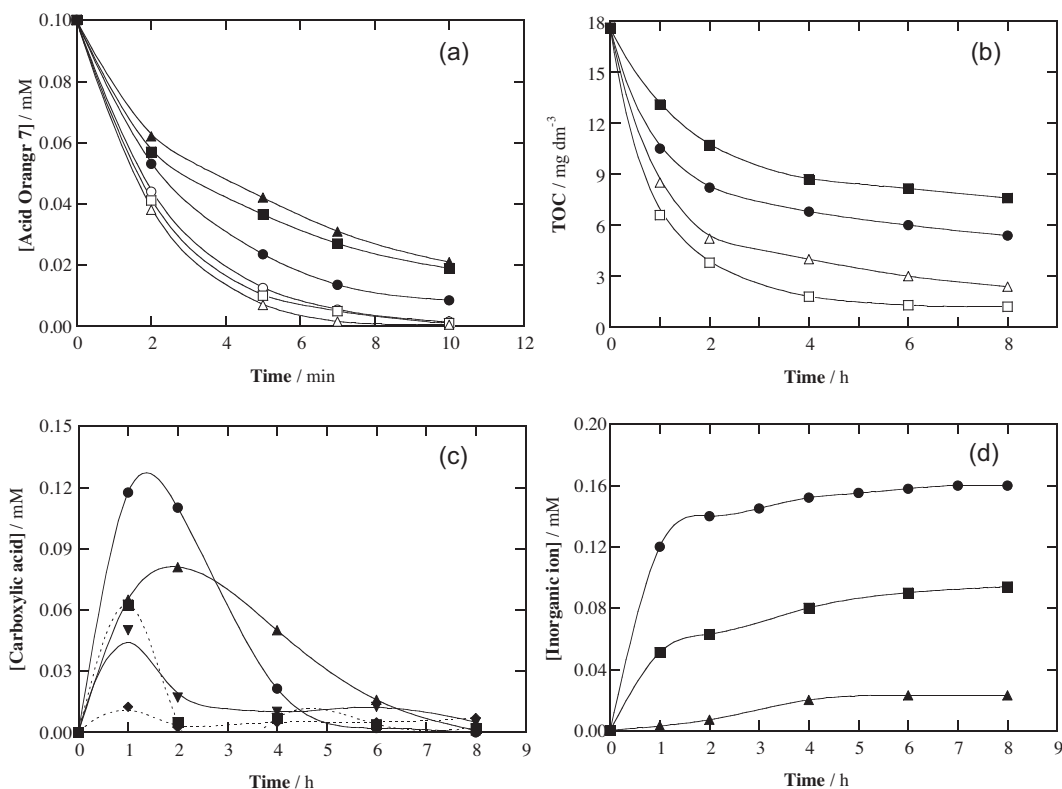 (a)
[Acid Orangr 7] / mM
0.10
0.08
0.06
0.04
0.02
0.00
0 2 4 6 8 10 12
Time / min
(b)
TOC / mg dm-3
18
15
12
9
6
3
0
0 2 4 6 8
Time / h
(c)
[Carboxylic acid] / mM
0.15
0.12
0.09
0.06
0.03
0.00
0 1 2 3 4 5 6 7 8 9
Time / h
(d)
[Inorganic ion] / mM
0.20
0.16
0.12
0.08
0.04
0.00
0 1 2 3 4 5 6 7 8 9
Time / h